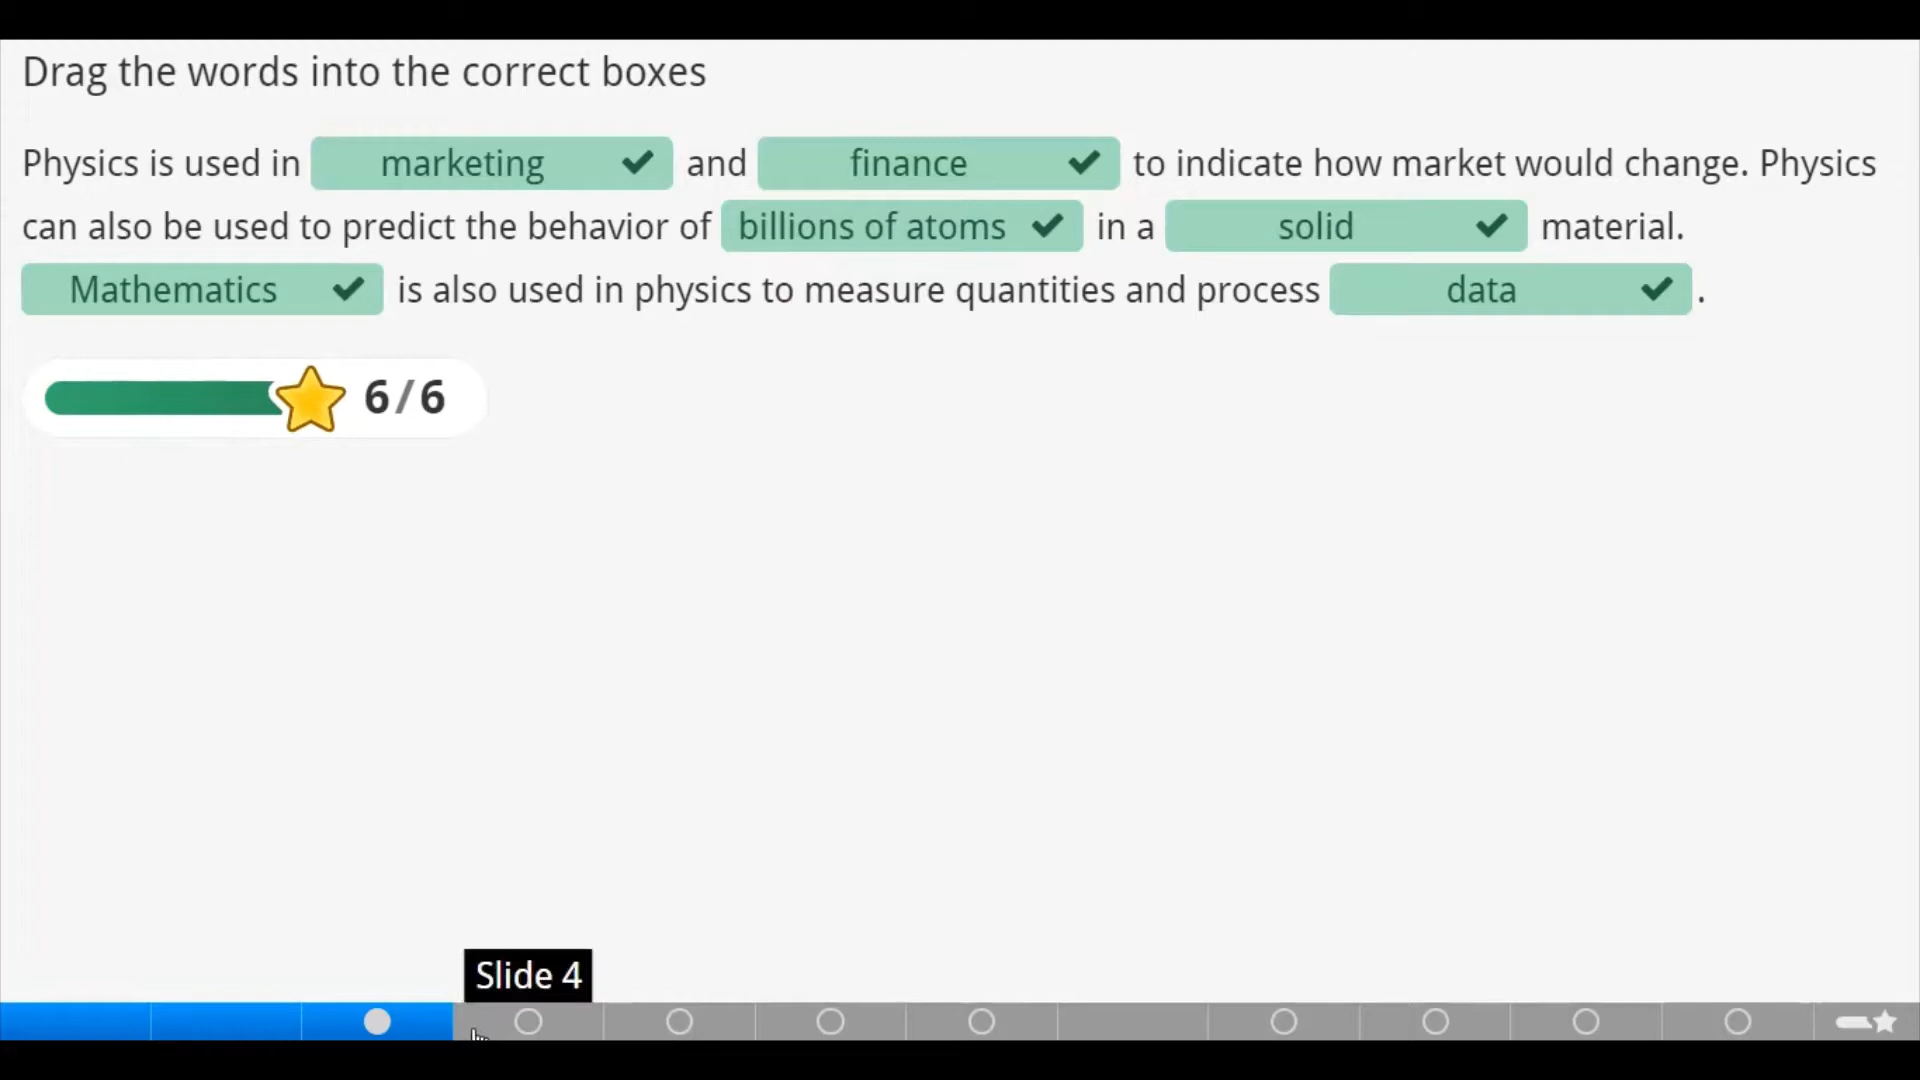 Drag the words into the correct boxes
Physics is used in marketing and finance to indicate how market would change. Physics
can also be used to predict the behavior of billions of atoms in a solid material.
Mathematics is also used in physics to measure quantities and process data .
6/6
Slide 4